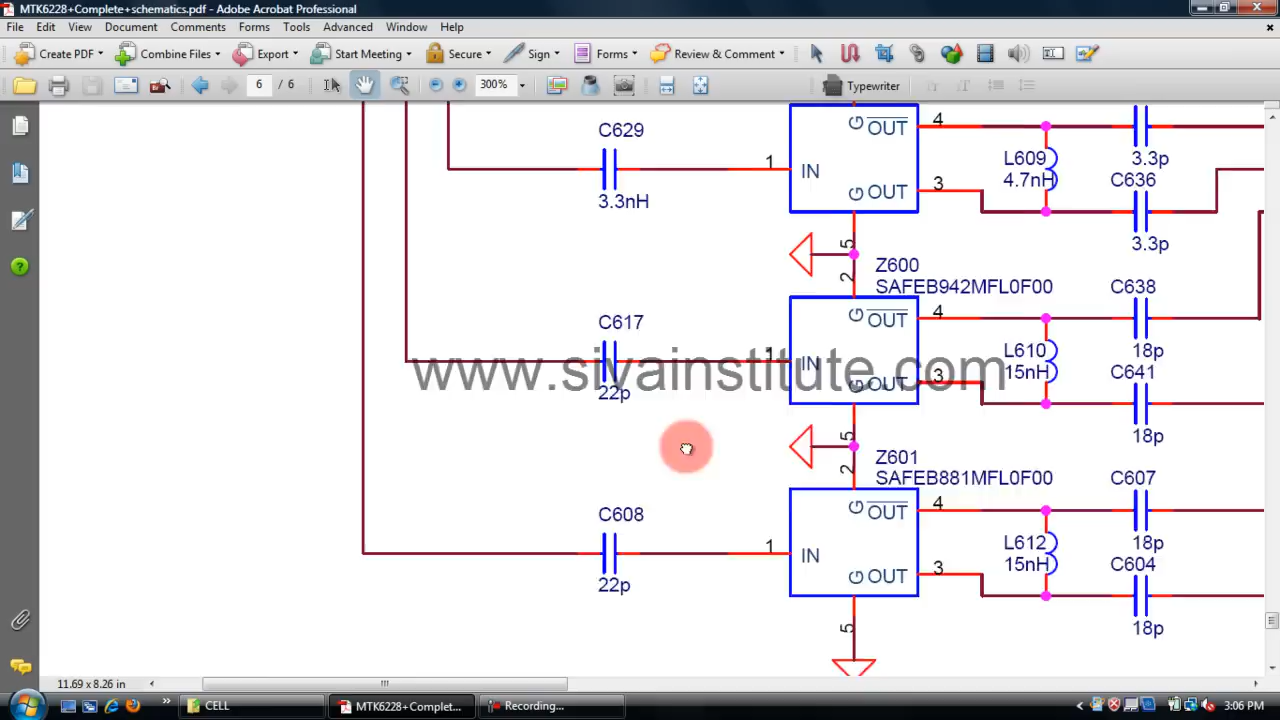 MTK6228+Complete+schematics.pdf - Adobe Acrobat Professional
File Edit View Document Comments Forms Tools Advanced Window Help
Create PDF Combine Files Export Start Meeting Secure Sign Forms Review & Comment
6 / 6 300% Typewriter
C629
3.3nH
1
IN
G OUT
G OUT
4
3
L609
4.7nH
3.3p
C636
3.3p
5
2
Z600
SAFEB942MFL0F00
C617
22p
1
IN
G OUT
G OUT
4
3
L610
15nH
C638
18p
C641
18p
www.sivainstitute.com
5
2
Z601
SAFEB881MFL0F00
C608
22p
1
IN
G OUT
G OUT
4
3
L612
15nH
C607
18p
C604
18p
5
11.69 x 8.26 in
CELL MTK6228+Complet... Recording... 3:06 PM